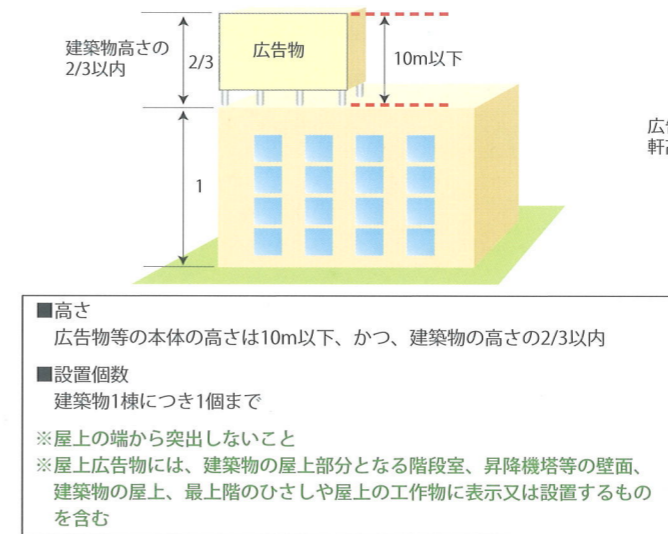 建築物高さの
2/3以内
2/3
広告物
10m以下
1
広告
軒高
■高さ
広告物等の本体の高さは10m以下、かつ、建築物の高さの2/3以内
■設置個数
建築物1棟につき1個まで
※屋上の端から突出しないこと
※屋上広告物には、建築物の屋上部分となる階段室、昇降機塔等の壁面、
建築物の屋上、最上階のひさしや屋上の工作物に表示又は設置するもの
を含む